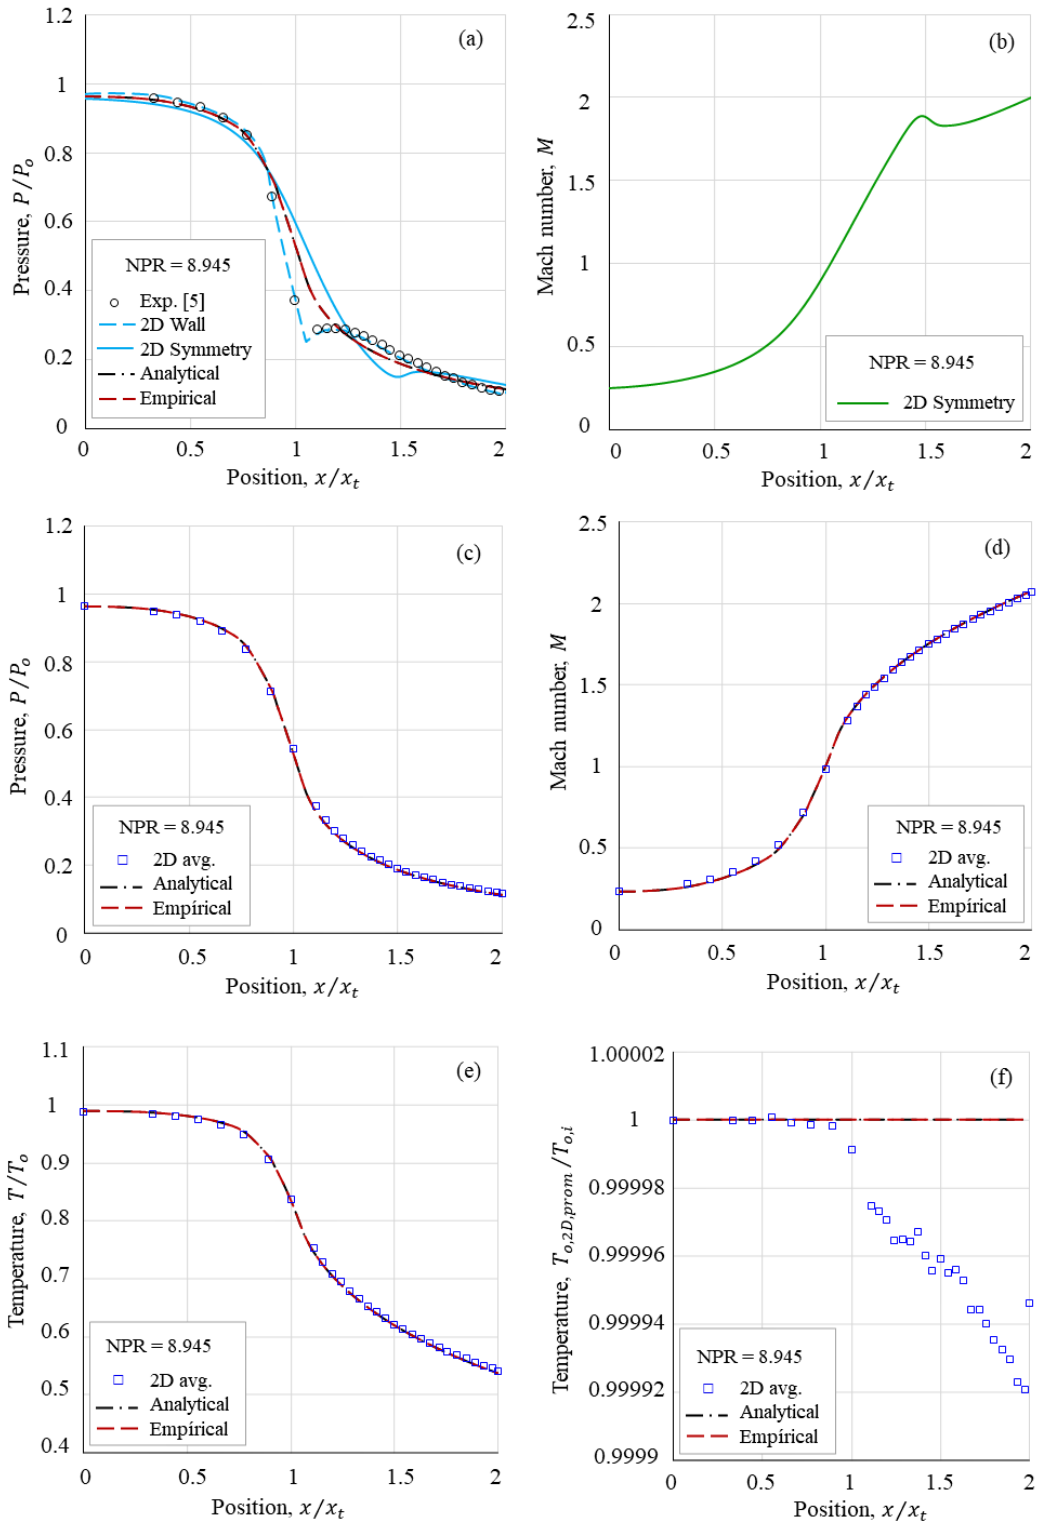 (a)
1.2
1
0.8
0.6
0.4
0.2
0
Pressure, P/Pₒ
NPR = 8.945
Exp. [5]
2D Wall
2D Symmetry
Analytical
Empirical
0 0.5 1 1.5 2
Position, x/xₜ
(b)
2.5
2
1.5
1
0.5
0
Mach number, M
NPR = 8.945
2D Symmetry
0 0.5 1 1.5 2
Position, x/xₜ
(c)
1.2
1
0.8
0.6
0.4
0.2
0
Pressure, P/Pₒ
NPR = 8.945
2D avg.
Analytical
Empírical
0 0.5 1 1.5 2
Position, x/xₜ
(d)
2.5
2
1.5
1
0.5
0
Mach number, M
NPR = 8.945
2D avg.
Analytical
Empírical
0 0.5 1 1.5 2
Position, x/xₜ
(e)
1.1
1
0.9
0.8
0.7
0.6
0.5
0.4
Temperature, T/Tₒ
NPR = 8.945
2D avg.
Analytical
Empírical
0 0.5 1 1.5 2
Position, x/xₜ
(f)
1.00002
1
0.99998
0.99996
0.99994
0.99992
0.9999
Temperature, To,2D,prom/To,i
NPR = 8.945
2D avg.
Analytical
Empírical
0 0.5 1 1.5 2
Position, x/xₜ